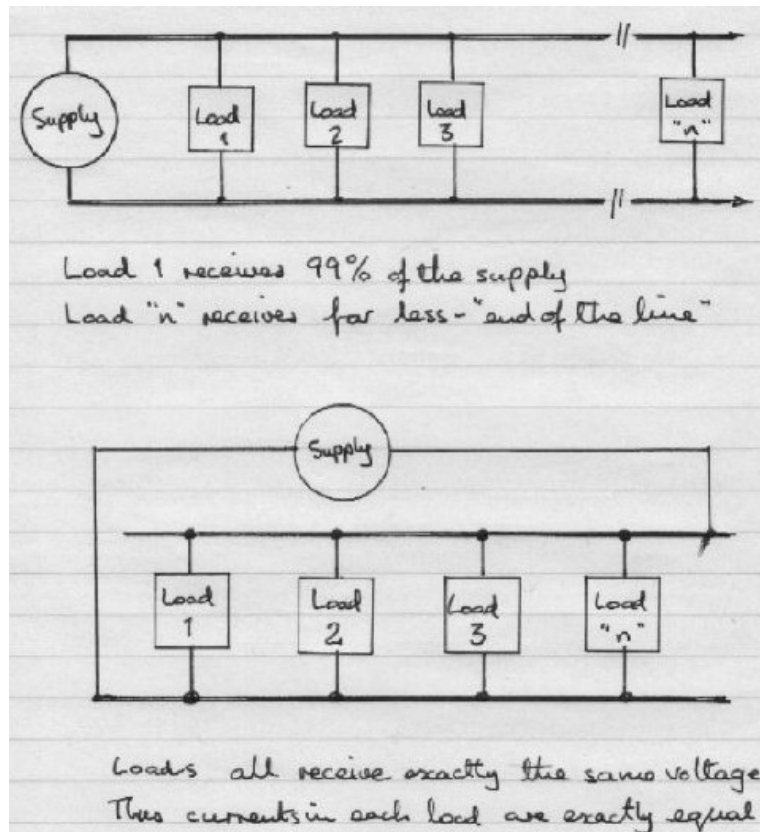 Supply
Load 1
Load 2
Load 3
Load "n"
Load 1 receives 99% of the supply
Load "n" receives far less - "end of the line"
Supply
Load 1
Load 2
Load 3
Load "n"
Loads all receive exactly the same voltage
Thus currents in each load are exactly equal